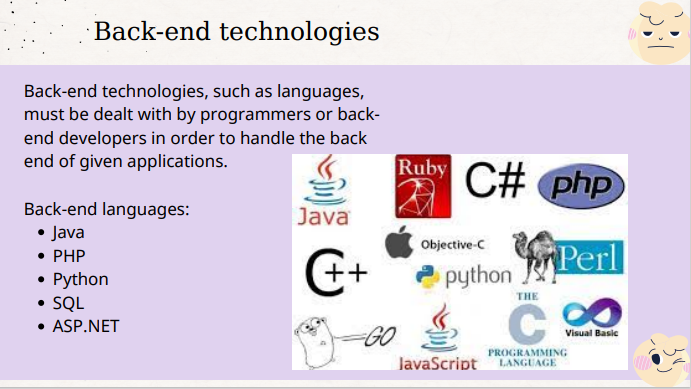 Back-end technologies
Back-end technologies, such as languages,
must be dealt with by programmers or back-
end developers in order to handle the back
end of given applications.
Back-end languages:
Java
PHP
Python
SQL
ASP.NET
Java
Ruby
C#
php
C++
Objective-C
python
Perl
GO
JavaScript
THE
C
PROGRAMMING
LANGUAGE
Visual Basic